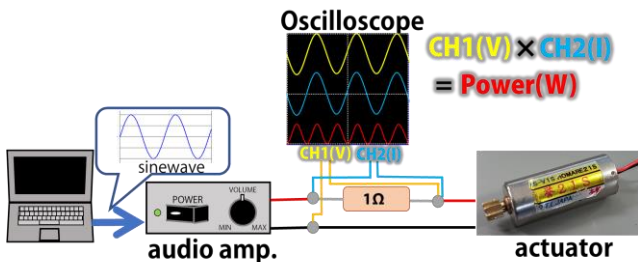 Oscilloscope
CH1(V) × CH2(I)
= Power(W)
sinewave
CH1(V) CH2(I)
POWER
VOLUME
MIN MAX
1Ω
audio amp.
actuator